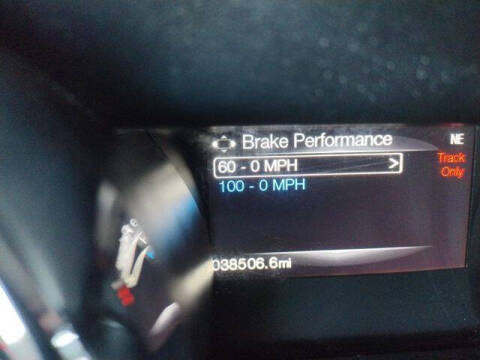 Brake Performance
NE
60 - 0 MPH >
Track
Only
100 - 0 MPH
038506.6mi